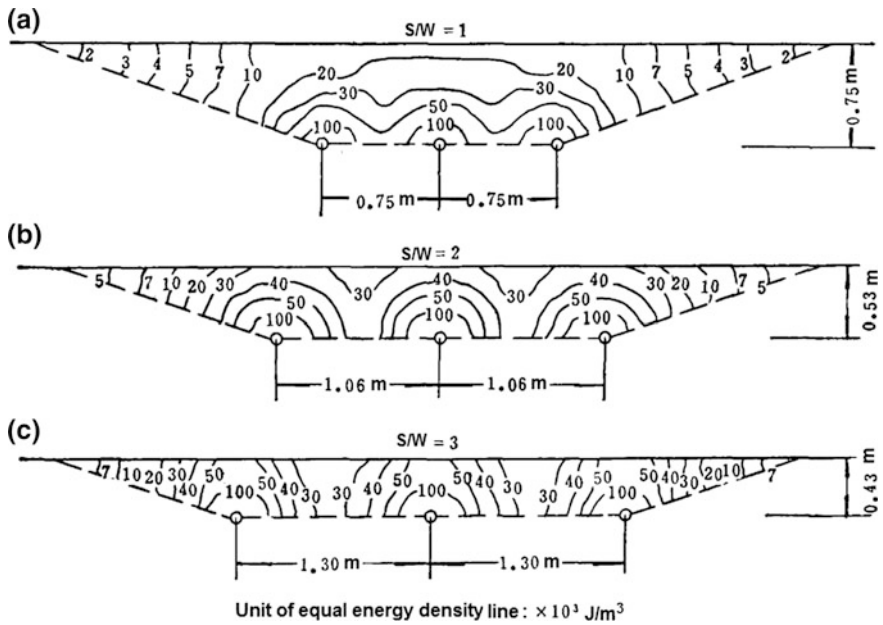 (a)
S/W = 1
2 3 4 5 7 10 20 30 50 20 30 10 7 5 4 3 2
100 100 100
0.75 m
0.75 m 0.75m
(b)
S/W = 2
5 7 10 20 30 40 50 100 30 40 50 100 30 40 50 100 30 20 10 7 5
0.53 m
1.06 m 1.06 m
(c)
S/W = 3
7 10 20 30 40 50 100 50 40 30 30 40 50 100 50 40 30 30 40 50 100 50 40 30 20 10 7
0.43 m
1.30 m 1.30 m
Unit of equal energy density line : ×10³ J/m³